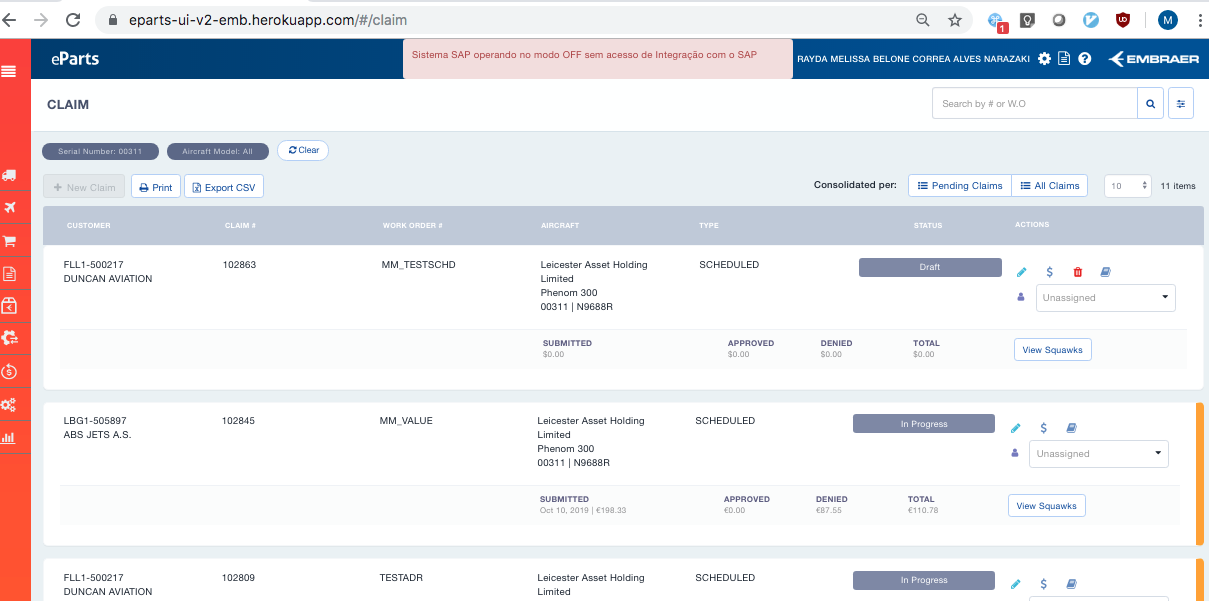 eparts-ui-v2-emb.herokuapp.com/#/claim
1
UD
M
eParts
Sistema SAP operando no modo OFF sem acesso de Integração com o SAP
RAYDA MELISSA BELONE CORREA ALVES NARAZAKI
EMBRAER
CLAIM
Search by # or W.O
Serial Number: 00311
Aircraft Model: All
Clear
New Claim
Print
Export CSV
Consolidated per:
Pending Claims
All Claims
10
11 items
CUSTOMER CLAIM # WORK ORDER # AIRCRAFT TYPE STATUS ACTIONS
FLL1-500217 102863 MM_TESTSCHD Leicester Asset Holding SCHEDULED Draft
DUNCAN AVIATION Limited
Phenom 300
00311 | N9688R
$
Unassigned
SUBMITTED APPROVED DENIED TOTAL
$0.00 $0.00 $0.00 $0.00
View Squawks
LBG1-505897 102845 MM_VALUE Leicester Asset Holding SCHEDULED In Progress
ABS JETS A.S. Limited
Phenom 300
00311 | N9688R
$
Unassigned
SUBMITTED APPROVED DENIED TOTAL
Oct 10, 2019 | €198.33 €0.00 €87.55 €110.78
View Squawks
FLL1-500217 102809 TESTADR Leicester Asset Holding SCHEDULED In Progress
DUNCAN AVIATION Limited
$